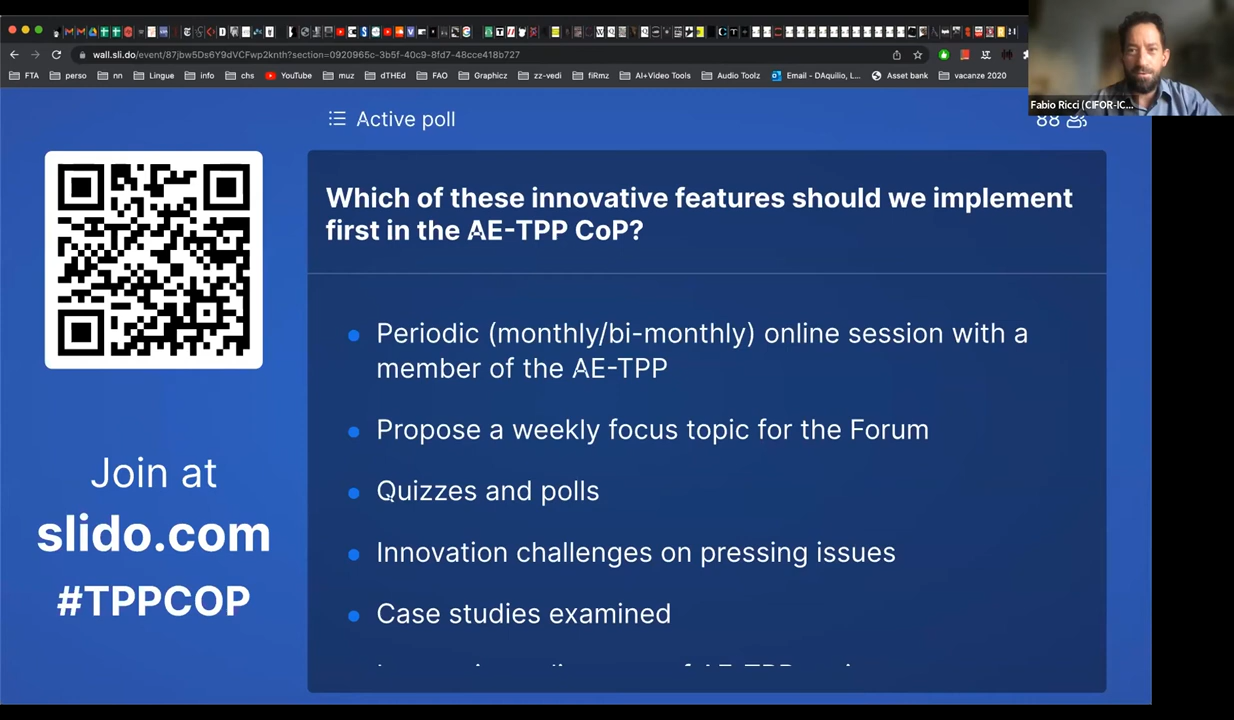 wall.sli.do/event/87jbw5Ds6Y9dVCFwp2knth?section=0920965c-3b5f-40c9-8fd7-48cce418b727
FTA perso nn Lingue info chs YouTube muz dTHEd FAO Graphicz zz-vedi fiRmz AI+Video Tools Audio Toolz Email - DAquilio, L... Asset bank vacanze 2020
Fabio Ricci (CIFOR-IC...
Active poll
88
Which of these innovative features should we implement
first in the AE-TPP CoP?
Periodic (monthly/bi-monthly) online session with a
member of the AE-TPP
Propose a weekly focus topic for the Forum
Quizzes and polls
Innovation challenges on pressing issues
Case studies examined
Join at
slido.com
#TPPCOP